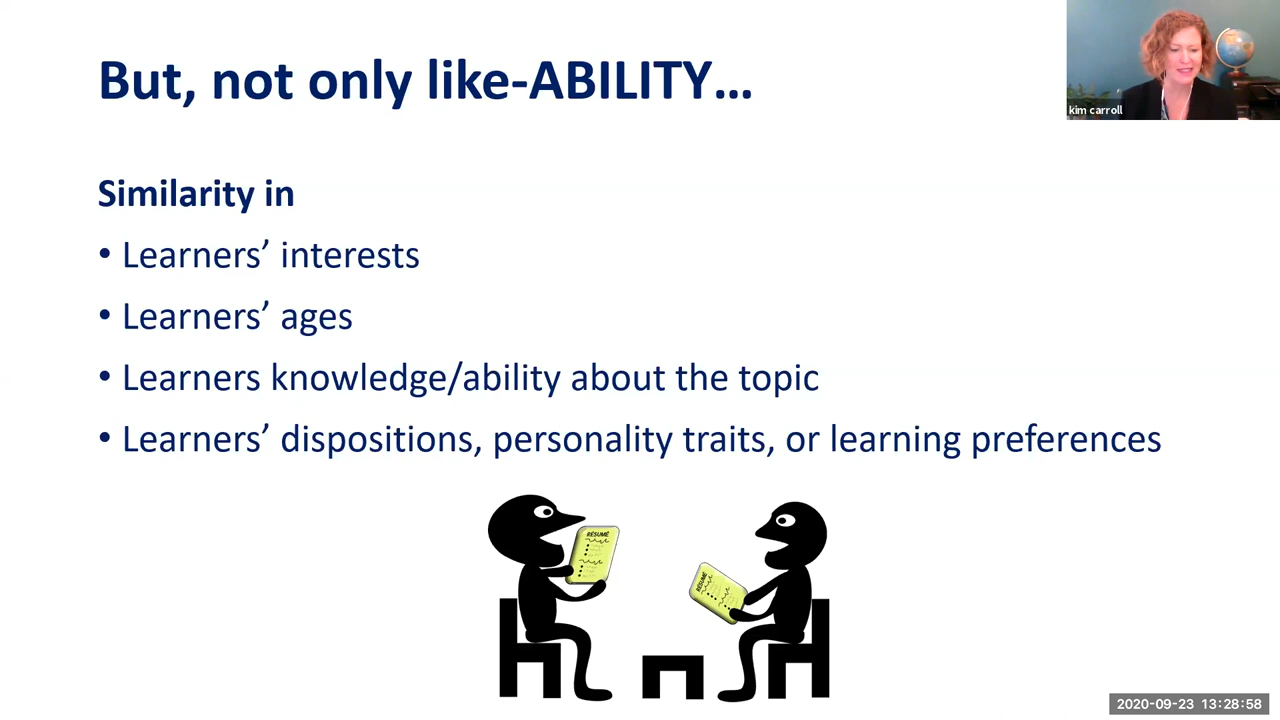 But, not only like-ABILITY…
kim carroll
Similarity in
• Learners’ interests
• Learners’ ages
• Learners knowledge/ability about the topic
• Learners’ dispositions, personality traits, or learning preferences
RÉSUMÉ
RÉSUMÉ
2020-09-23 13:28:58